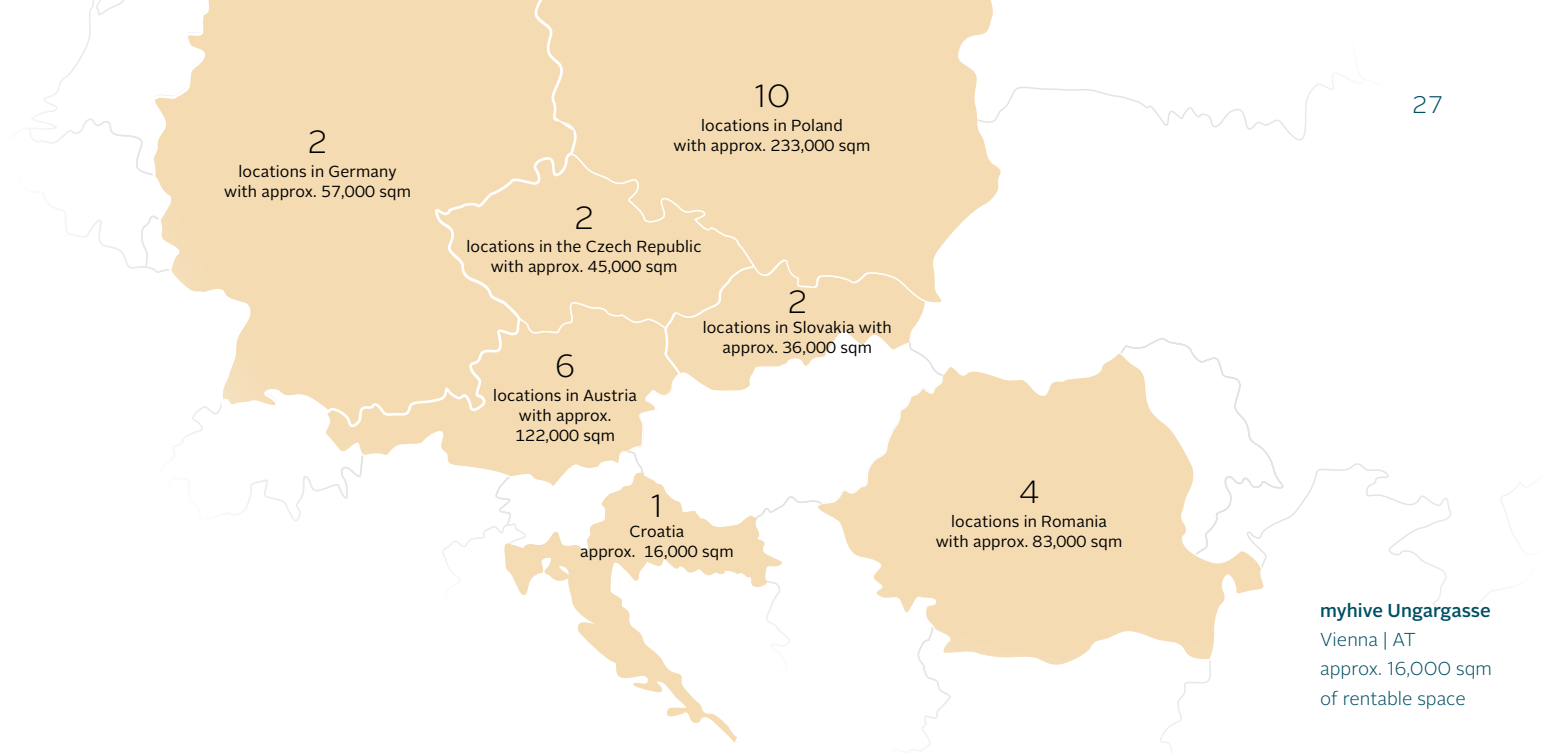 10
locations in Poland
with approx. 233,000 sqm
27
2
locations in Germany
with approx. 57,000 sqm
2
locations in the Czech Republic
with approx. 45,000 sqm
2
locations in Slovakia with
approx. 36,000 sqm
6
locations in Austria
with approx.
122,000 sqm
1
Croatia
approx. 16,000 sqm
4
locations in Romania
with approx. 83,000 sqm
myhive Ungargasse
Vienna | AT
approx. 16,000 sqm
of rentable space